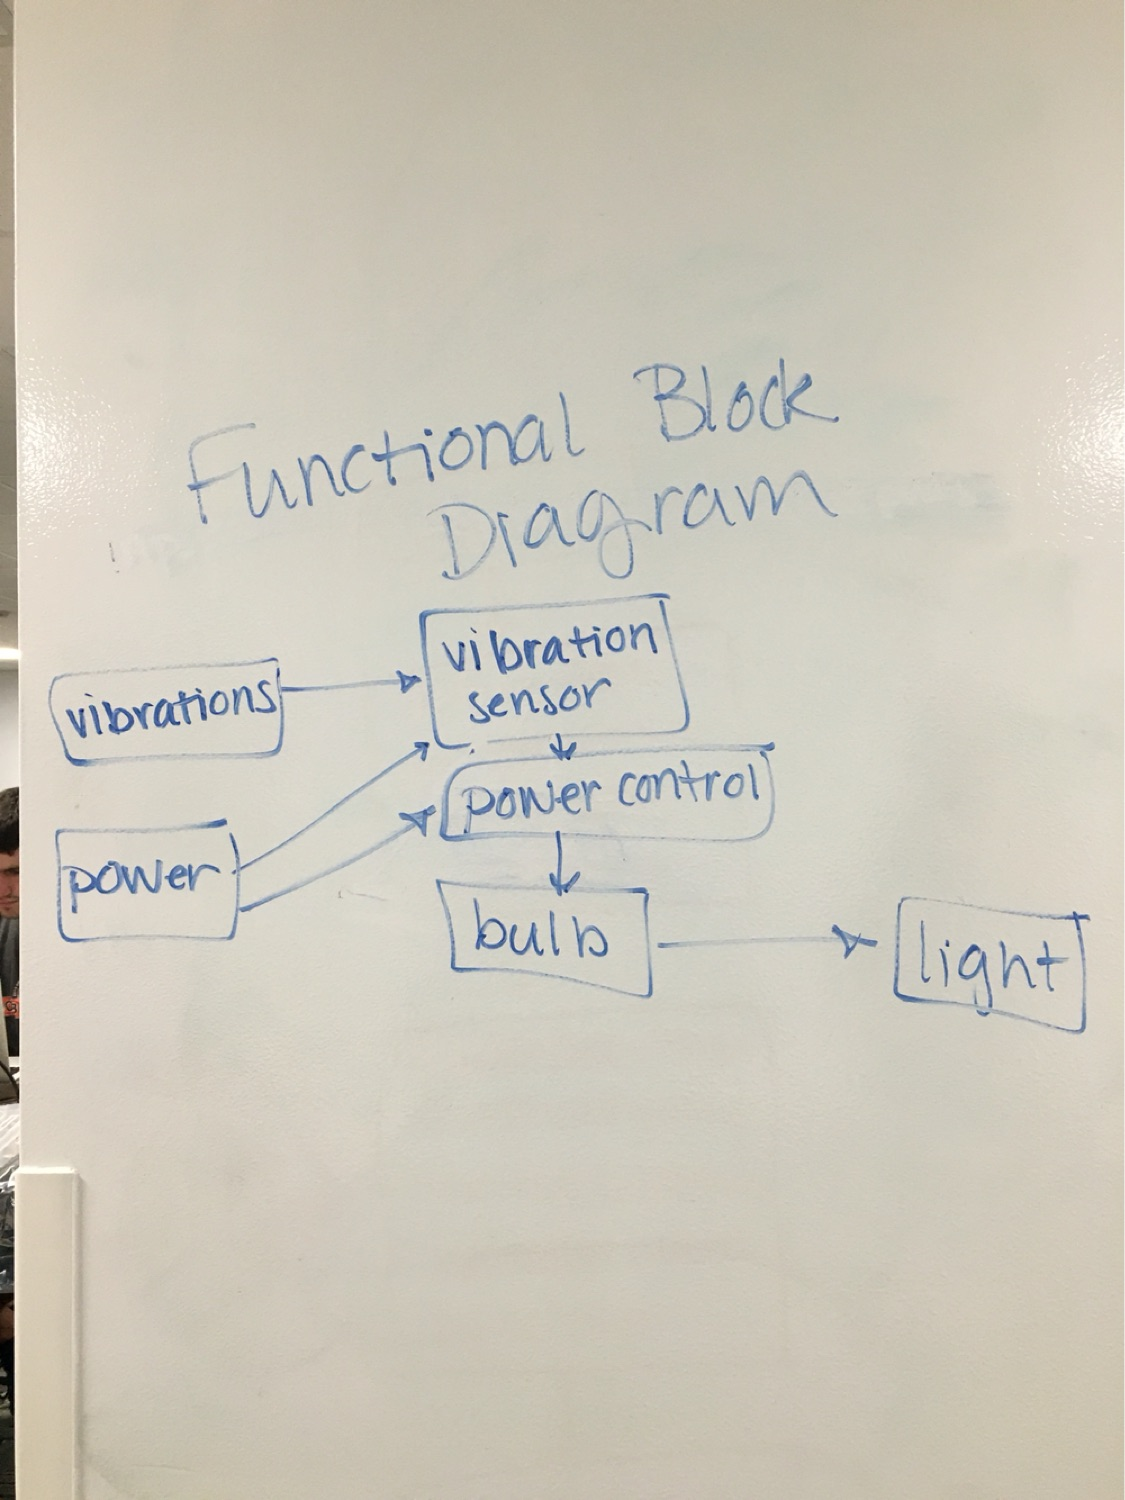 Functional Block
Diagram
vibration
sensor
vibrations
power control
power
bulb
light